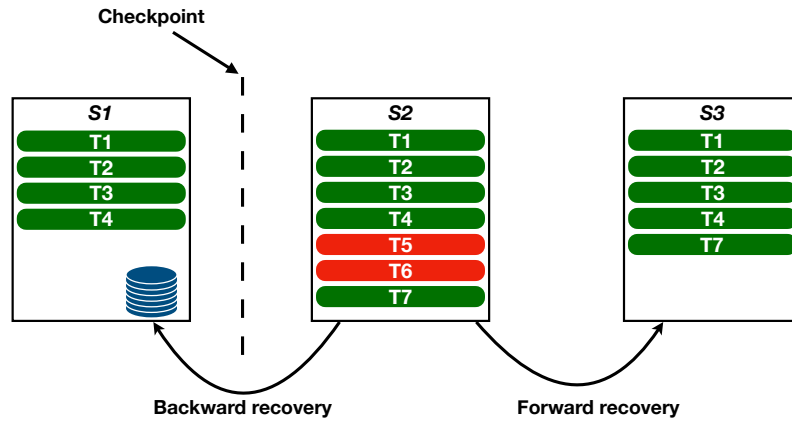 Checkpoint
S1
T1
T2
T3
T4
S2
T1
T2
T3
T4
T5
T6
T7
S3
T1
T2
T3
T4
T7
Backward recovery
Forward recovery